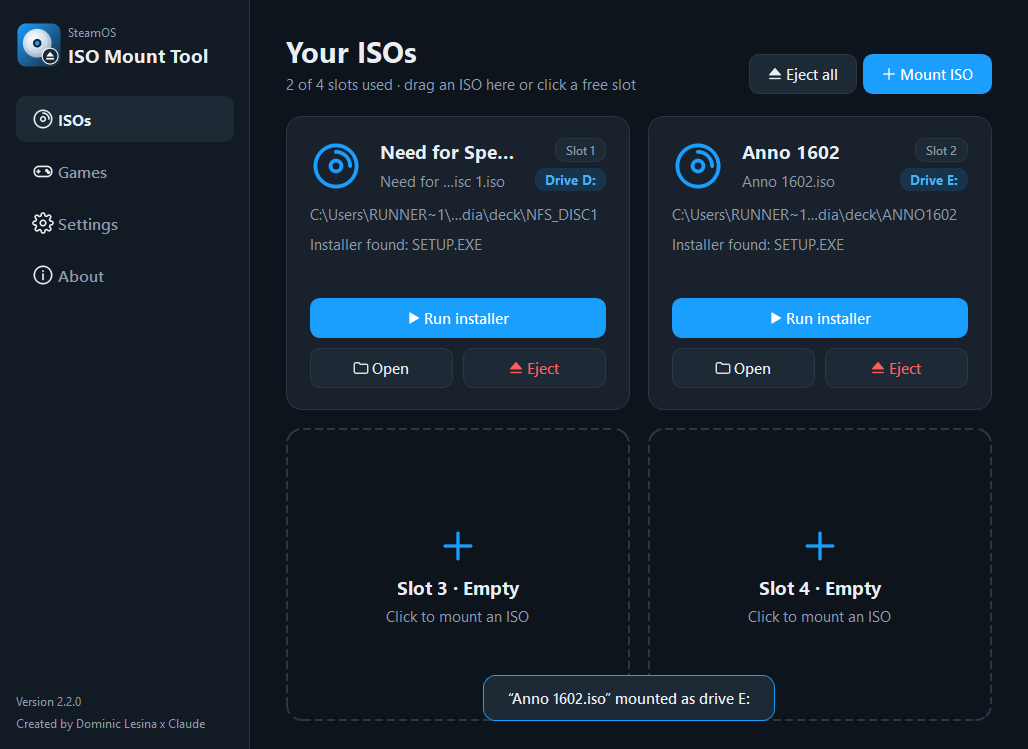 SteamOS
ISO Mount Tool
ISOs
Games
Settings
About
Version 2.2.0
Created by Dominic Lesina x Claude
Your ISOs
2 of 4 slots used · drag an ISO here or click a free slot
Eject all
Mount ISO
Need for Spe...
Slot 1
Need for ...isc 1.iso
Drive D:
C:\Users\RUNNER~1\...dia\deck\NFS_DISC1
Installer found: SETUP.EXE
Run installer
Open
Eject
Anno 1602
Slot 2
Anno 1602.iso
Drive E:
C:\Users\RUNNER~1...dia\deck\ANNO1602
Installer found: SETUP.EXE
Run installer
Open
Eject
Slot 3 · Empty
Click to mount an ISO
Slot 4 · Empty
Click to mount an ISO
“Anno 1602.iso” mounted as drive E: